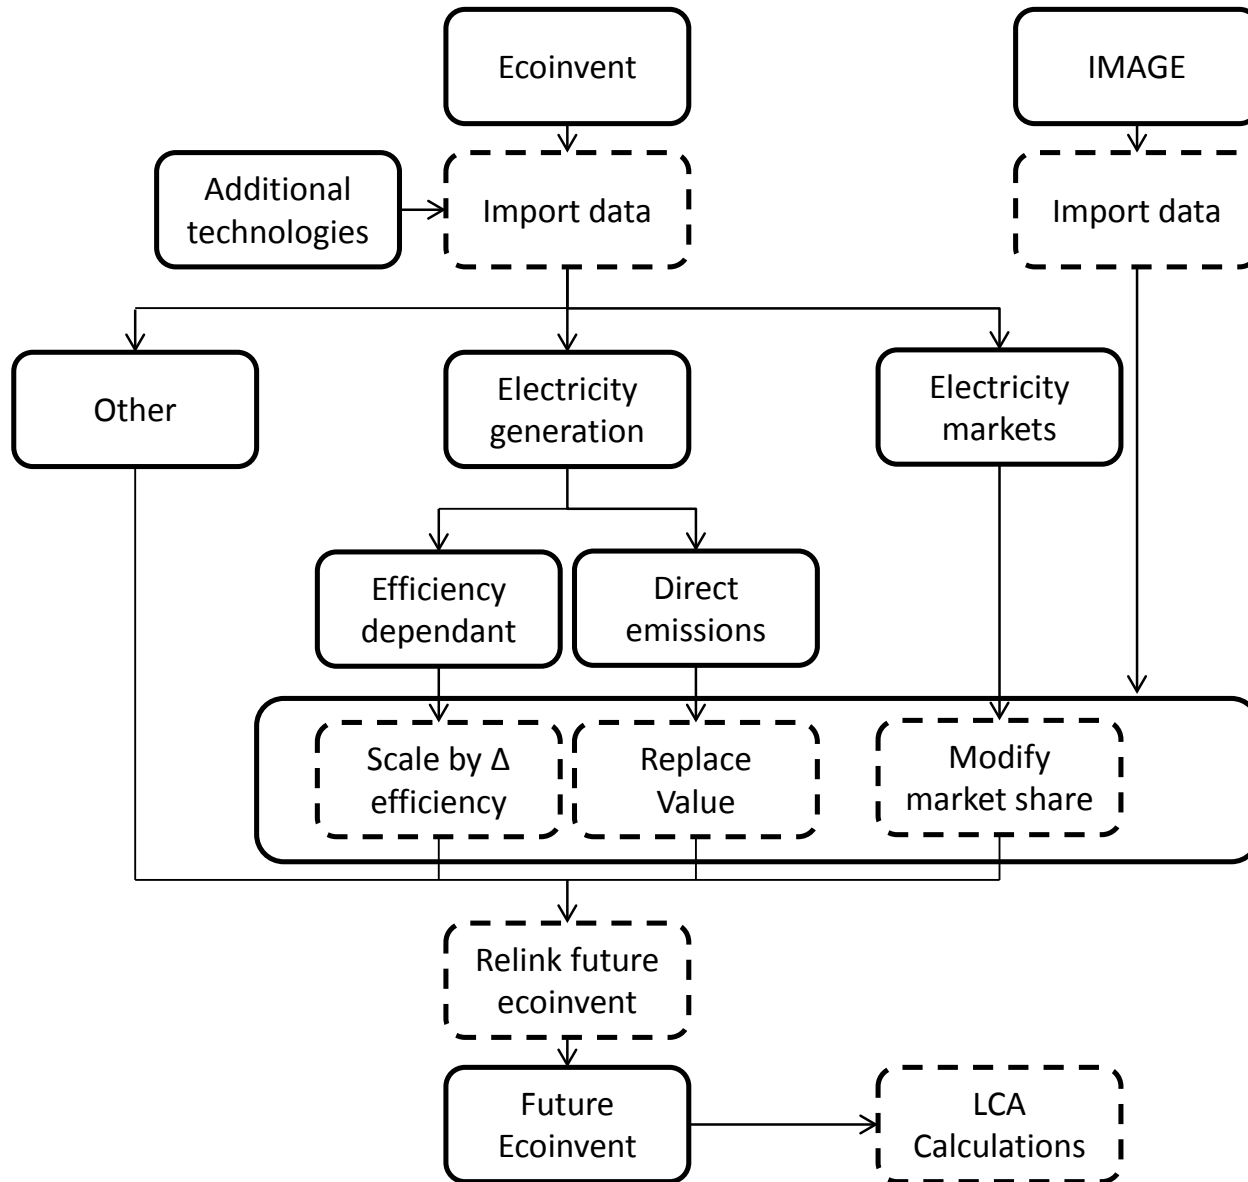 Ecoinvent
IMAGE
Additional
technologies
Import data
Import data
Other
Electricity
generation
Electricity
markets
Efficiency
dependant
Direct
emissions
Scale by Δ
efficiency
Replace
Value
Modify
market share
Relink future
ecoinvent
Future
Ecoinvent
LCA
Calculations